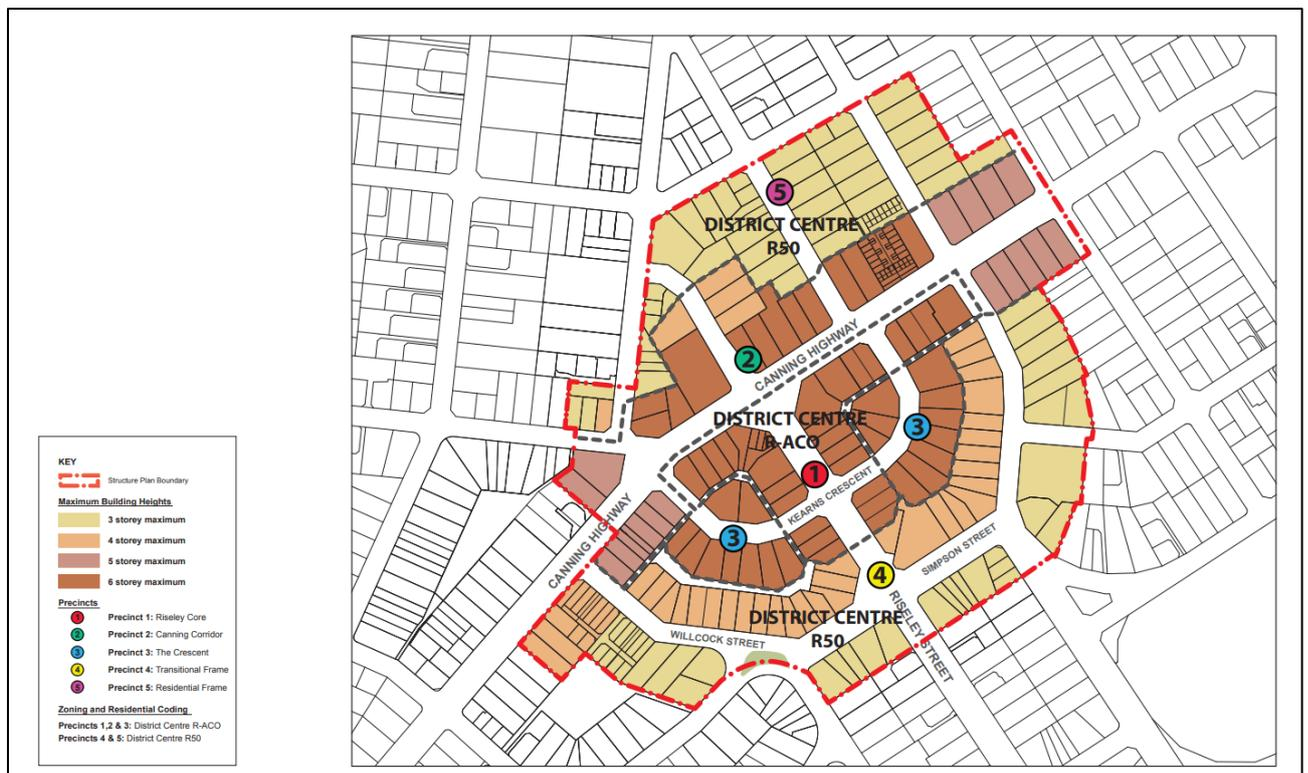 KEY
Structure Plan Boundary
Maximum Building Heights
3 storey maximum
4 storey maximum
5 storey maximum
6 storey maximum
Precincts
1 Precinct 1: Riseley Core
2 Precinct 2: Canning Corridor
3 Precinct 3: The Crescent
4 Precinct 4: Transitional Frame
5 Precinct 5: Residential Frame
Zoning and Residential Coding
Precincts 1,2 & 3: District Centre R-ACO
Precincts 4 & 5: District Centre R50
5
DISTRICT CENTRE
R50
2
CANNING HIGHWAY
DISTRICT CENTRE
R-ACO
3
1
KEARNS CRESCENT
CANNING HIGHWAY
3
SIMPSON STREET
4
DISTRICT CENTRE
R50
RISELEY STREET
WILLCOCK STREET